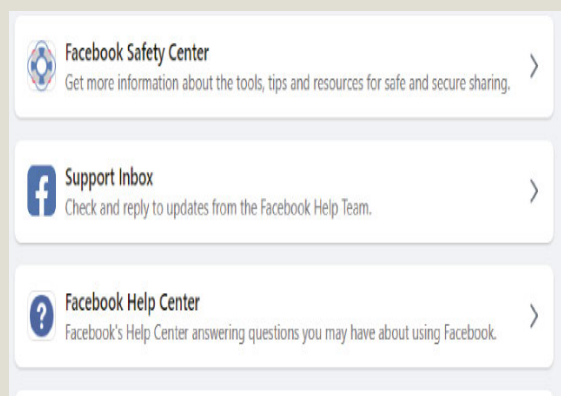 Facebook Safety Center
Get more information about the tools, tips and resources for safe and secure sharing.
Support Inbox
Check and reply to updates from the Facebook Help Team.
Facebook Help Center
Facebook's Help Center answering questions you may have about using Facebook.